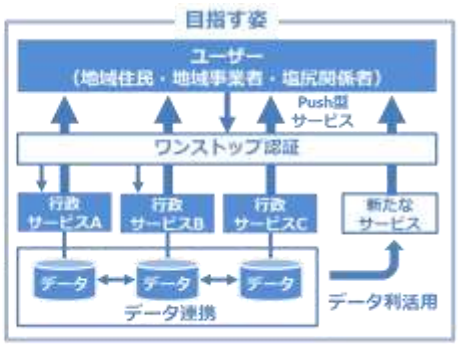 目指す姿
ユーザー
（地域住民・地域事業者・塩尻関係者）
Push型
サービス
ワンストップ認証
行政
サービスA
行政
サービスB
行政
サービスC
新たな
サービス
データ
データ
データ
データ連携
データ利活用